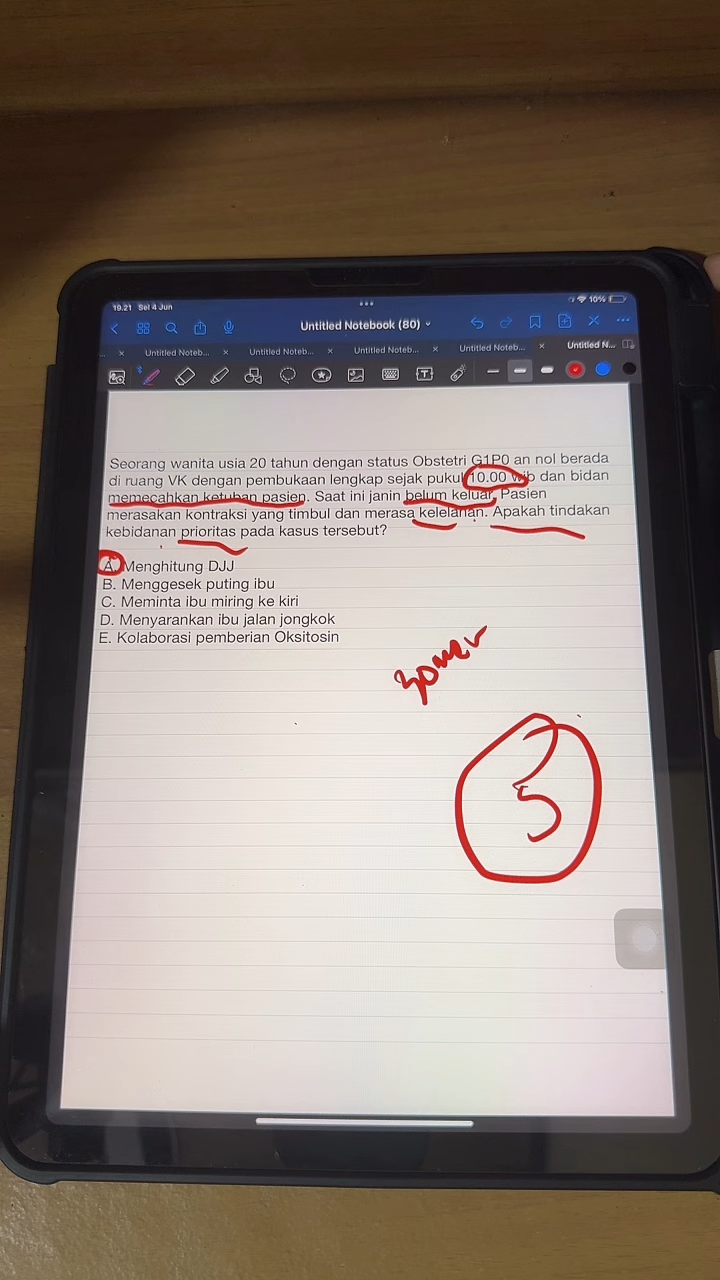 19.21 Sel 4 Jun
10%
Untitled Notebook (80)
Untitled Noteb...
Untitled Noteb...
Untitled Noteb...
Untitled Noteb...
Untitled N...
Seorang wanita usia 20 tahun dengan status Obstetri G1P0 an nol berada
di ruang VK dengan pembukaan lengkap sejak pukul 10.00 wib dan bidan
memecahkan ketuban pasien. Saat ini janin belum keluar. Pasien
merasakan kontraksi yang timbul dan merasa kelelahan. Apakah tindakan
kebidanan prioritas pada kasus tersebut?
A. Menghitung DJJ
B. Menggesek puting ibu
C. Meminta ibu miring ke kiri
D. Menyarankan ibu jalan jongkok
E. Kolaborasi pemberian Oksitosin
5